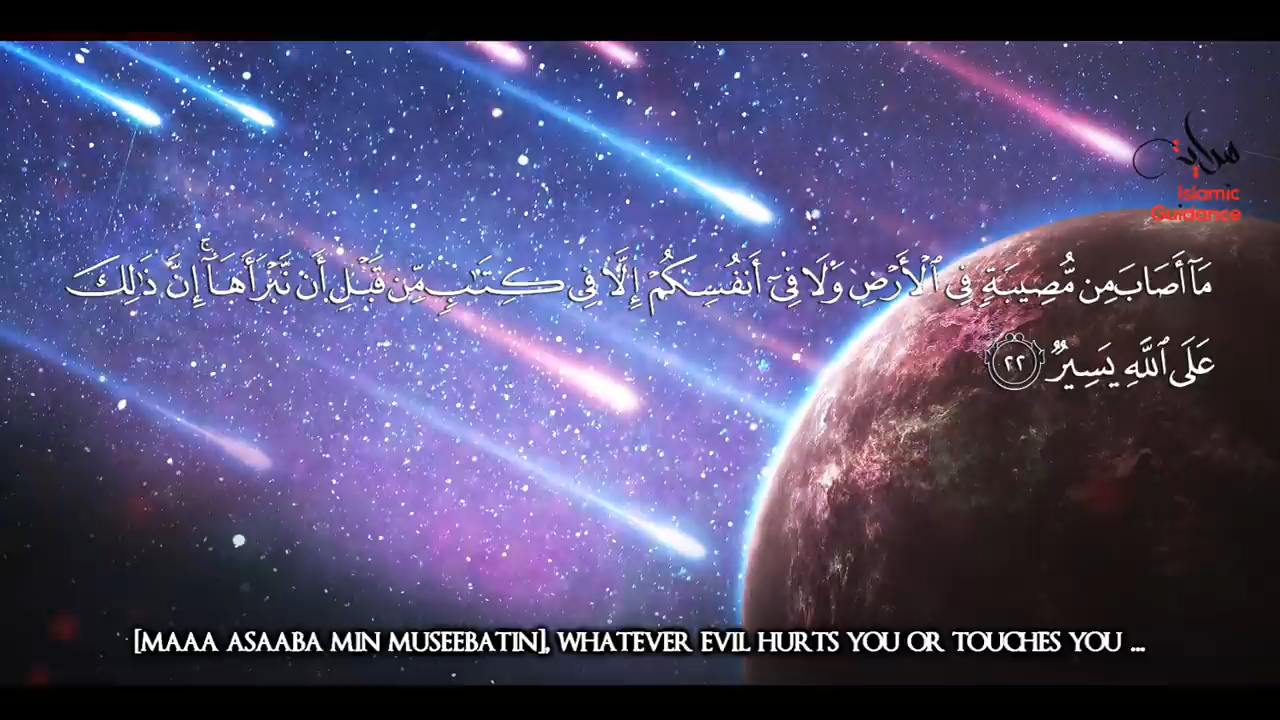 هداية
Islamic
Guidance
مَآ أَصَابَ مِن مُّصِيبَةٍ فِى ٱلْأَرْضِ وَلَا فِىٓ أَنفُسِكُمْ إِلَّا فِى كِتَـٰبٍ مِّن قَبْلِ أَن نَّبْرَأَهَآ ۚ إِنَّ ذَٰلِكَ
عَلَى ٱللَّهِ يَسِيرٌ ٢٢
[MAAA ASAABA MIN MUSEEBATIN], WHATEVER EVIL HURTS YOU OR TOUCHES YOU ...